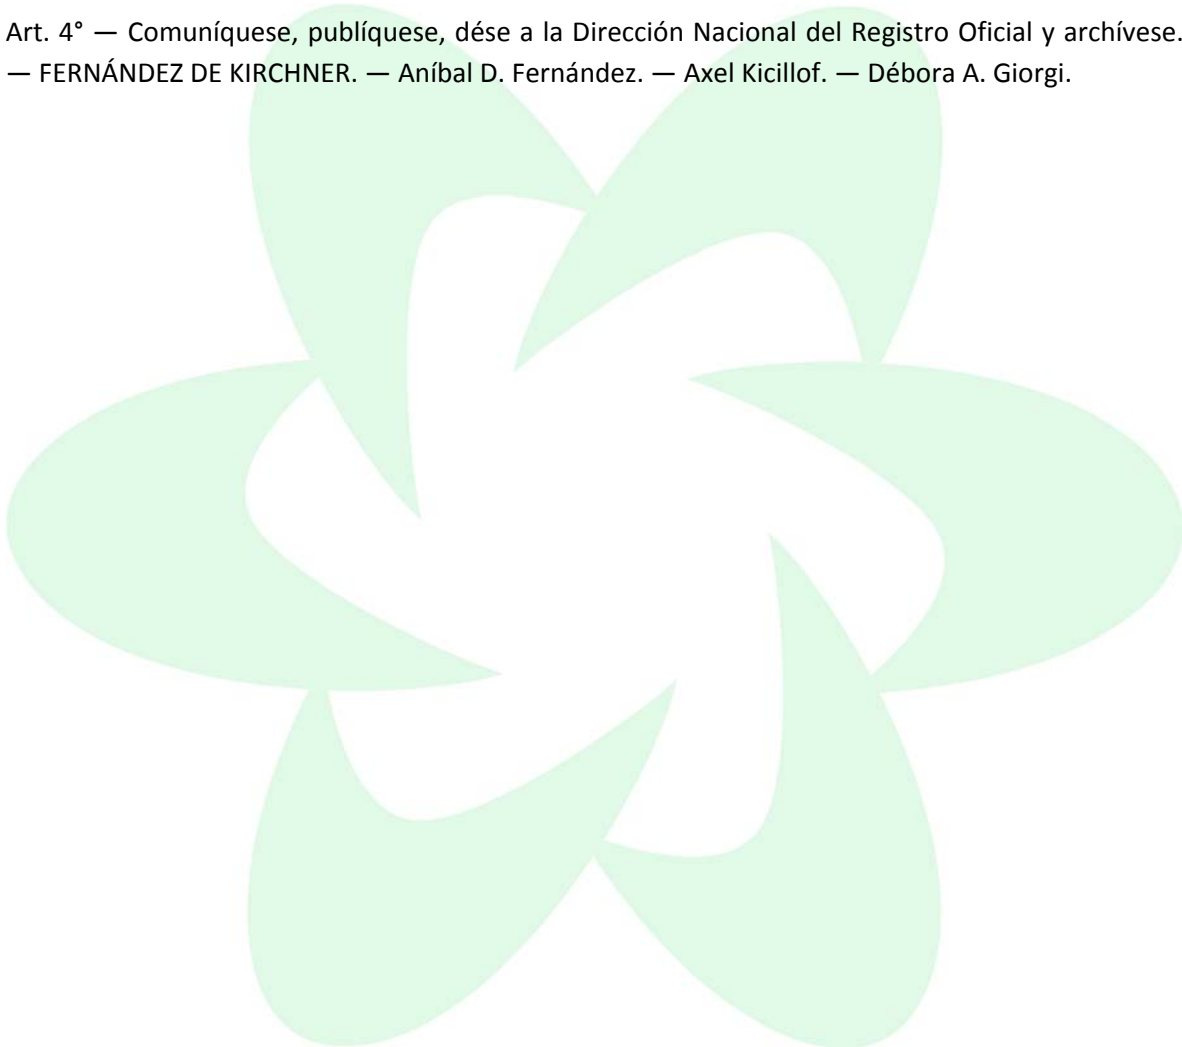 Art. 4° — Comuníquese, publíquese, dése a la Dirección Nacional del Registro Oficial y archívese.
— FERNÁNDEZ DE KIRCHNER. — Aníbal D. Fernández. — Axel Kicillof. — Débora A. Giorgi.